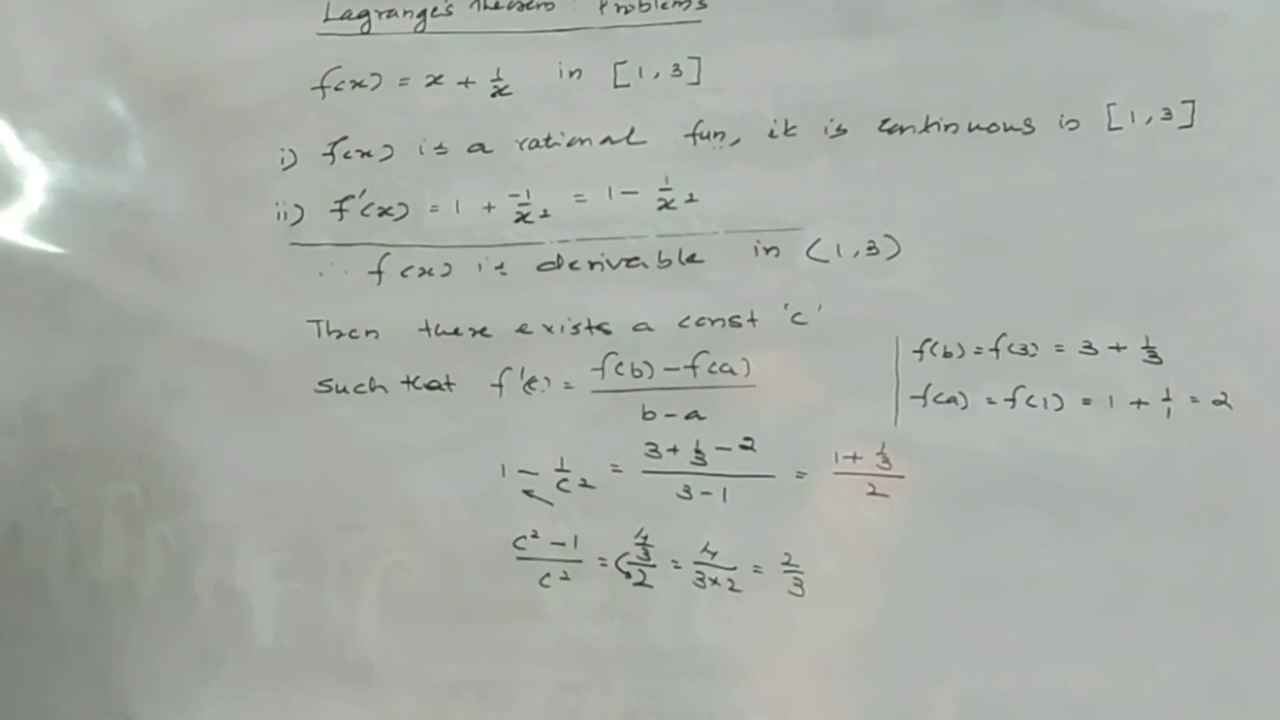 Lagrange's Theorem : Problems
f(x) = x + 1/x in [1, 3]
i) f(x) is a rational fun, it is continuous in [1, 3]
ii) f'(x) = 1 + -1/x² = 1 - 1/x²
∴ f(x) is derivable in (1, 3)
Then there exists a const 'c'
such that f'(c) = (f(b) - f(a))/(b - a)
f(b) = f(3) = 3 + 1/3
f(a) = f(1) = 1 + 1/1 = 2
1 - 1/c² = (3 + 1/3 - 2)/(3 - 1) = (1 + 1/3)/2
(c² - 1)/c² = (4/3)/2 = 4/(3×2) = 2/3